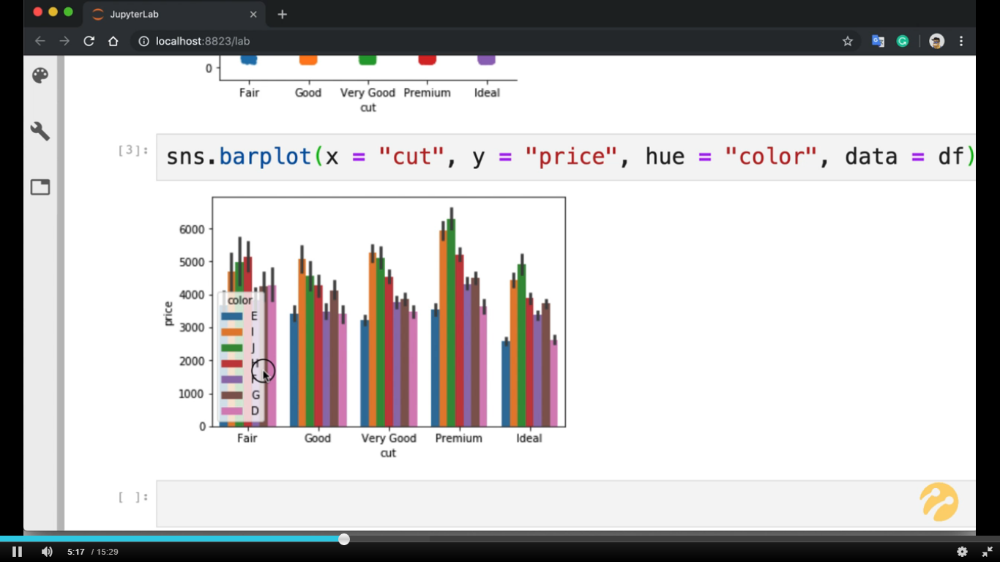 JupyterLab
localhost:8823/lab
0
Fair Good Very Good Premium Ideal
cut
[3]:
sns.barplot(x = "cut", y = "price", hue = "color", data = df)
6000
5000
4000
3000
2000
1000
0
price
color
E
I
J
H
F
G
D
Fair Good Very Good Premium Ideal
cut
[ ]:
5:17 / 15:29